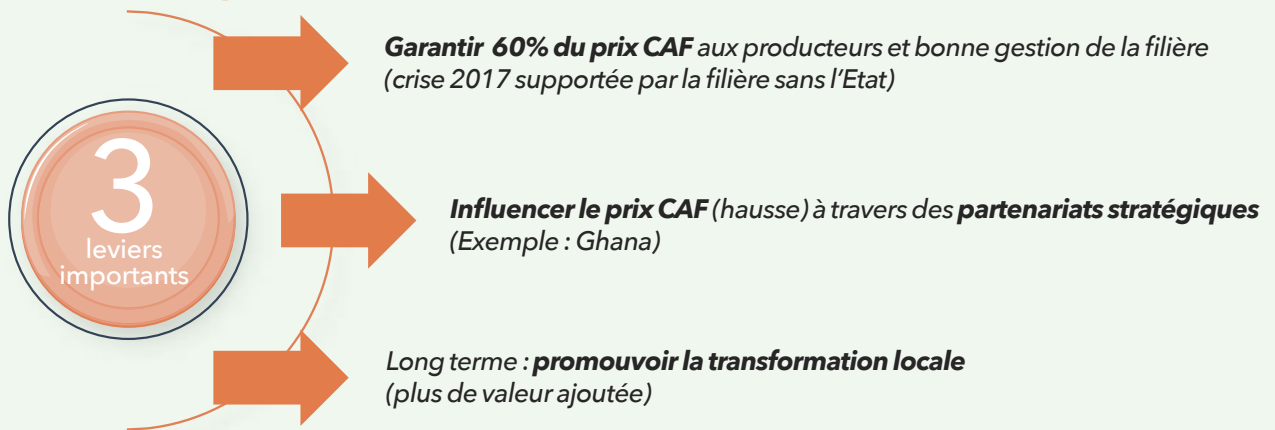 Garantir 60% du prix CAF aux producteurs et bonne gestion de la filière
(crise 2017 supportée par la filière sans l'Etat)
3
leviers
importants
Influencer le prix CAF (hausse) à travers des partenariats stratégiques
(Exemple : Ghana)
Long terme : promouvoir la transformation locale
(plus de valeur ajoutée)